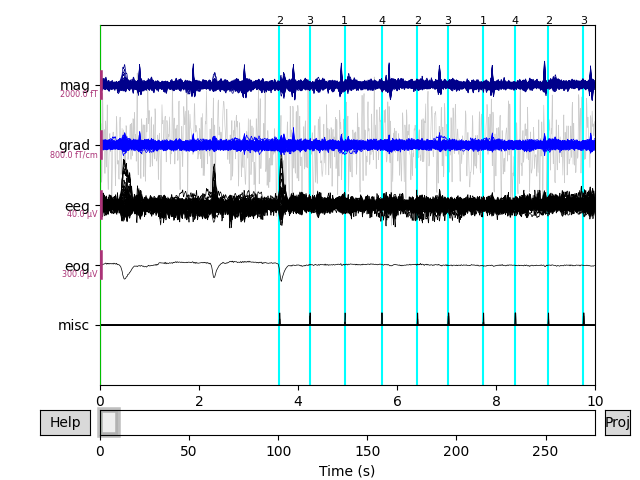 2 3 1 4 2 3 1 4 2 3
mag
2000.0 fT
grad
800.0 fT/cm
eeg
40.0 µV
eog
300.0 µV
misc
0 2 4 6 8 10
Help
Proj
0 50 100 150 200 250
Time (s)